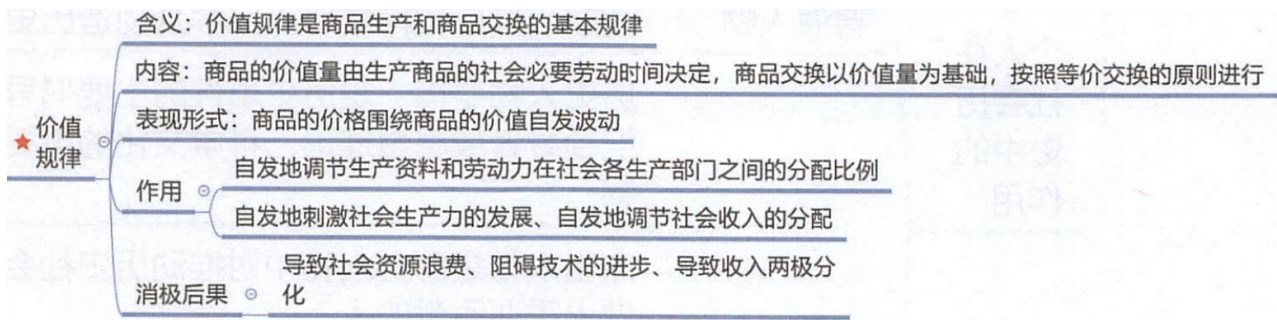 含义：价值规律是商品生产和商品交换的基本规律
内容：商品的价值量由生产商品的社会必要劳动时间决定，商品交换以价值量为基础，按照等价交换的原则进行
价值
规律
表现形式：商品的价格围绕商品的价值自发波动
作用
自发地调节生产资料和劳动力在社会各生产部门之间的分配比例
自发地刺激社会生产力的发展、自发地调节社会收入的分配
消极后果
导致社会资源浪费、阻碍技术的进步、导致收入两极分
化